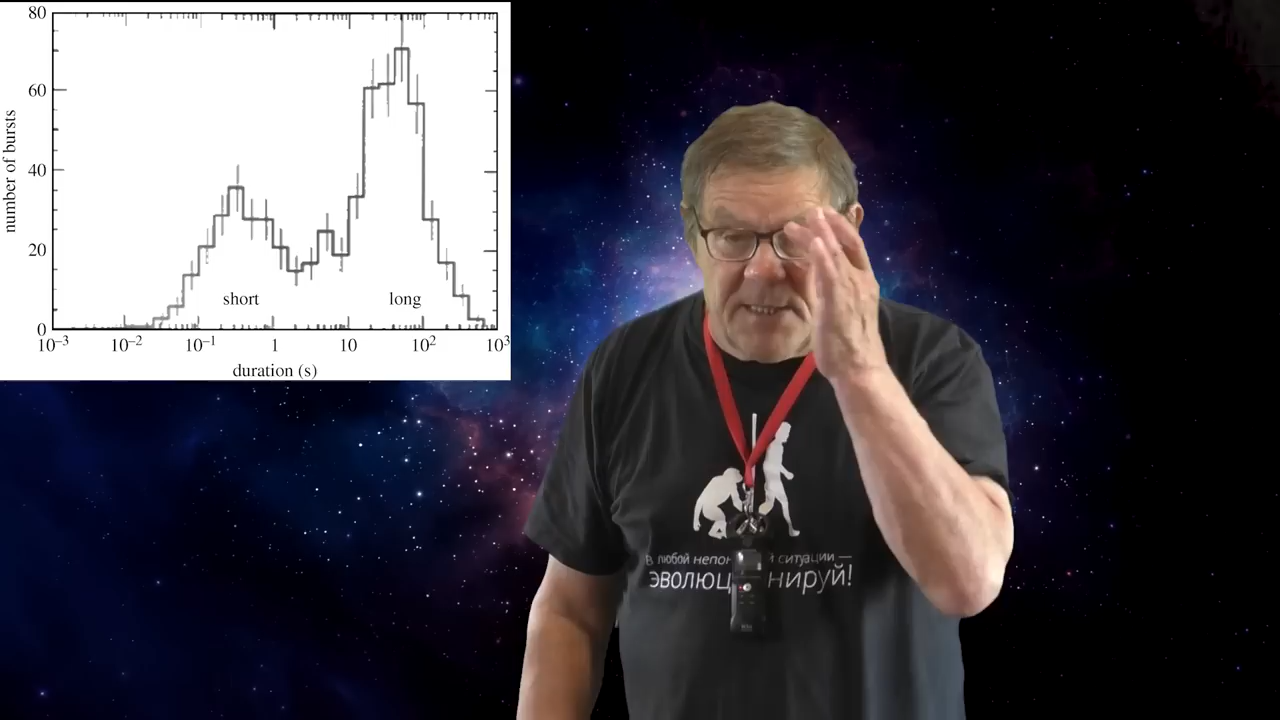 80
60
40
20
0
number of bursts
short long
10⁻³ 10⁻² 10⁻¹ 1 10 10² 10³
duration (s)
В любой ситуации —
нируй!